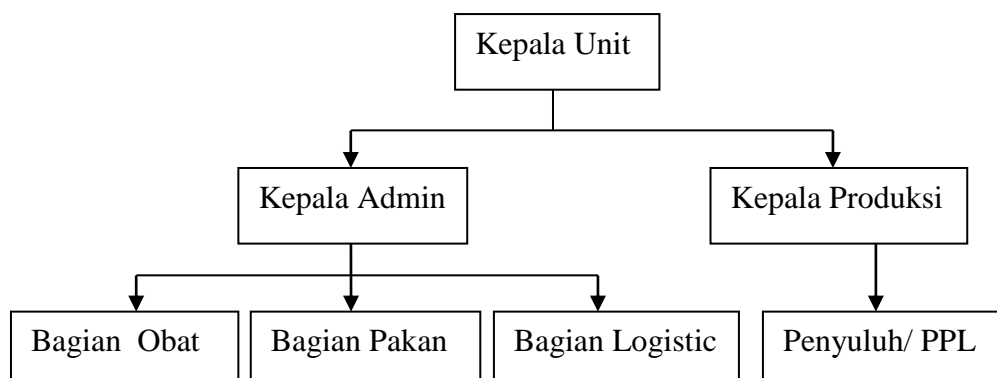 Kepala Unit
Kepala Admin
Kepala Produksi
Bagian  Obat
Bagian Pakan
Bagian Logistic
Penyuluh/ PPL